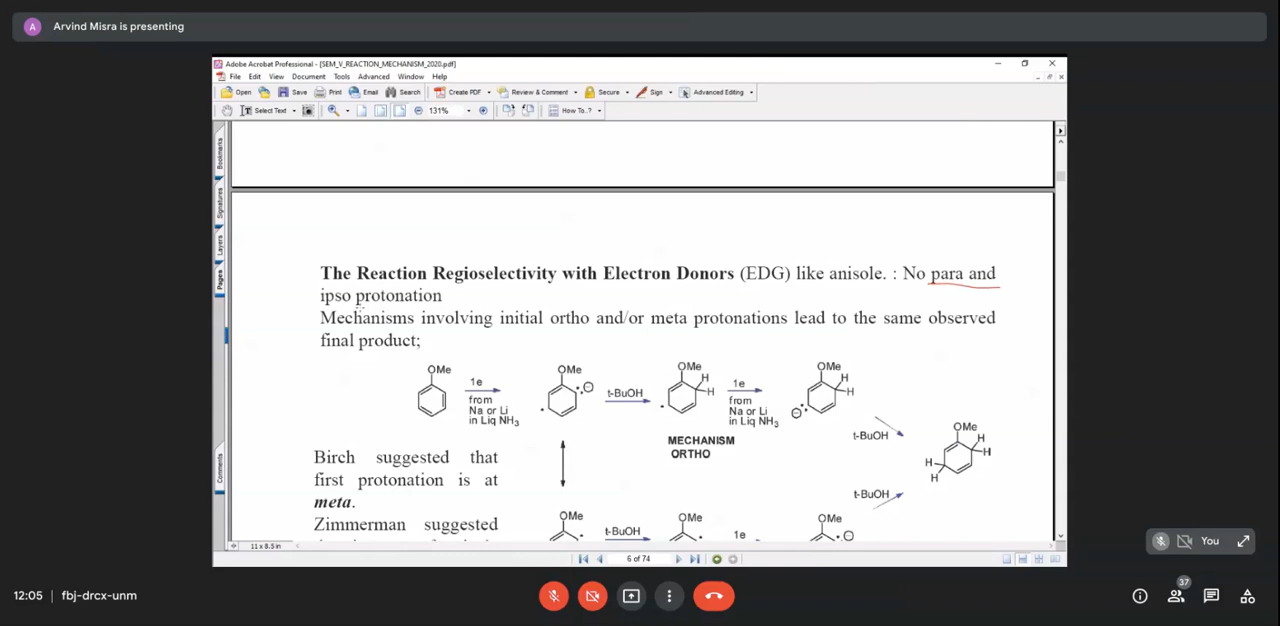 A Arvind Misra is presenting
Adobe Acrobat Professional - [SEM_V_REACTION_MECHANISM_2020.pdf]
File Edit View Document Tools Advanced Window Help
Open Save Print Email Search Create PDF Review & Comment Secure Sign Advanced Editing
Select Text 131% How To..?
Bookmarks
Signatures
Layers
Pages
Comments
The Reaction Regioselectivity with Electron Donors (EDG) like anisole. : No para and
ipso protonation
Mechanisms involving initial ortho and/or meta protonations lead to the same observed
final product;
OMe
1e
from
Na or Li
in Liq NH3
OMe
t-BuOH
OMe
H
H
1e
from
Na or Li
in Liq NH3
OMe
H
H
t-BuOH
OMe
H
H
H
H
MECHANISM
ORTHO
Birch suggested that
first protonation is at
meta.
Zimmerman suggested
t-BuOH
OMe
t-BuOH
OMe
1e
OMe
11 x 8.5 in
6 of 74
You
12:05 | fbj-drcx-unm
37